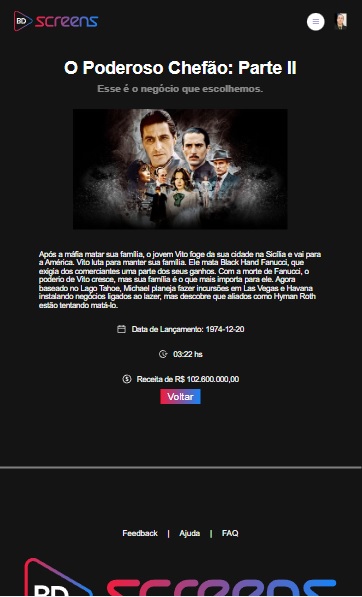 BD screens
O Poderoso Chefão: Parte II
Esse é o negócio que escolhemos.
Após a máfia matar sua família, o jovem Vito foge da sua cidade na Sicília e vai para
a América. Vito luta para manter sua família. Ele mata Black Hand Fanucci, que
exigia dos comerciantes uma parte dos seus ganhos. Com a morte de Fanucci, o
poderio de Vito cresce, mas sua família é o que mais importa para ele. Agora
baseado no Lago Tahoe, Michael planeja fazer incursões em Las Vegas e Havana
instalando negócios ligados ao lazer, mas descobre que aliados como Hyman Roth
estão tentando matá-lo.
Data de Lançamento: 1974-12-20
03:22 hs
Receita de R$ 102.600.000,00
Voltar
Feedback | Ajuda | FAQ
BD screens